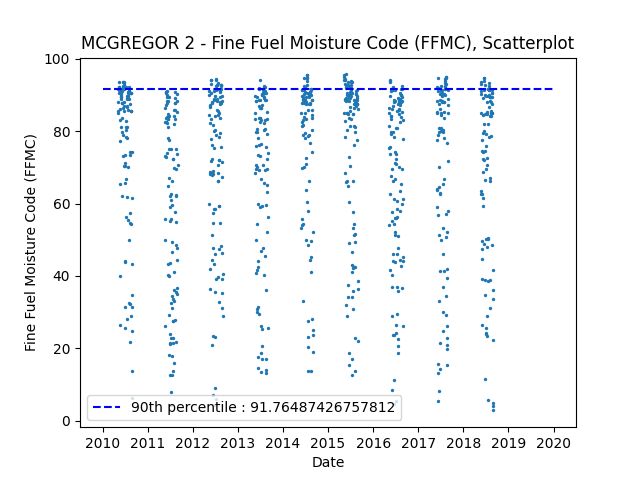 MCGREGOR 2 - Fine Fuel Moisture Code (FFMC), Scatterplot
100
80
60
40
20
0
Fine Fuel Moisture Code (FFMC)
90th percentile : 91.76487426757812
2010 2011 2012 2013 2014 2015 2016 2017 2018 2019 2020
Date